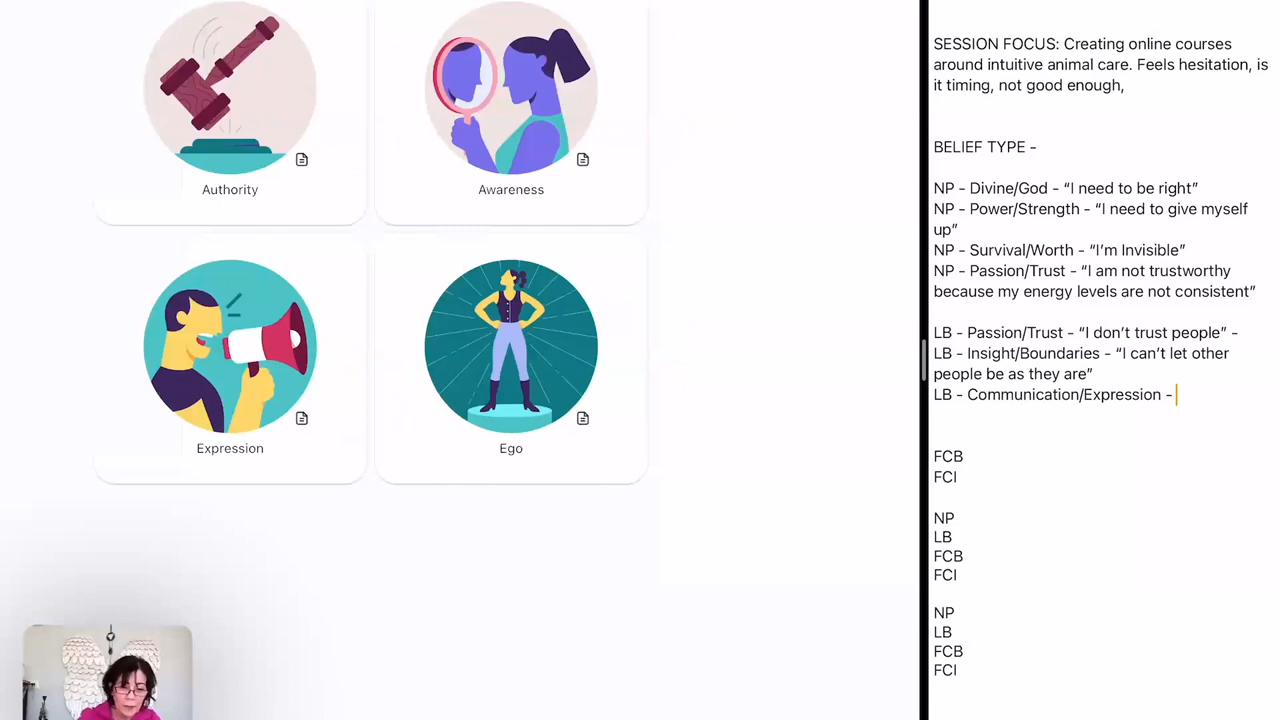 Authority
Awareness
Expression
Ego
SESSION FOCUS: Creating online courses
around intuitive animal care. Feels hesitation, is
it timing, not good enough,
BELIEF TYPE -
NP - Divine/God - “I need to be right”
NP - Power/Strength - “I need to give myself
up”
NP - Survival/Worth - “I’m Invisible”
NP - Passion/Trust - “I am not trustworthy
because my energy levels are not consistent”
LB - Passion/Trust - “I don’t trust people” -
LB - Insight/Boundaries - “I can’t let other
people be as they are”
LB - Communication/Expression -
FCB
FCI
NP
LB
FCB
FCI
NP
LB
FCB
FCI